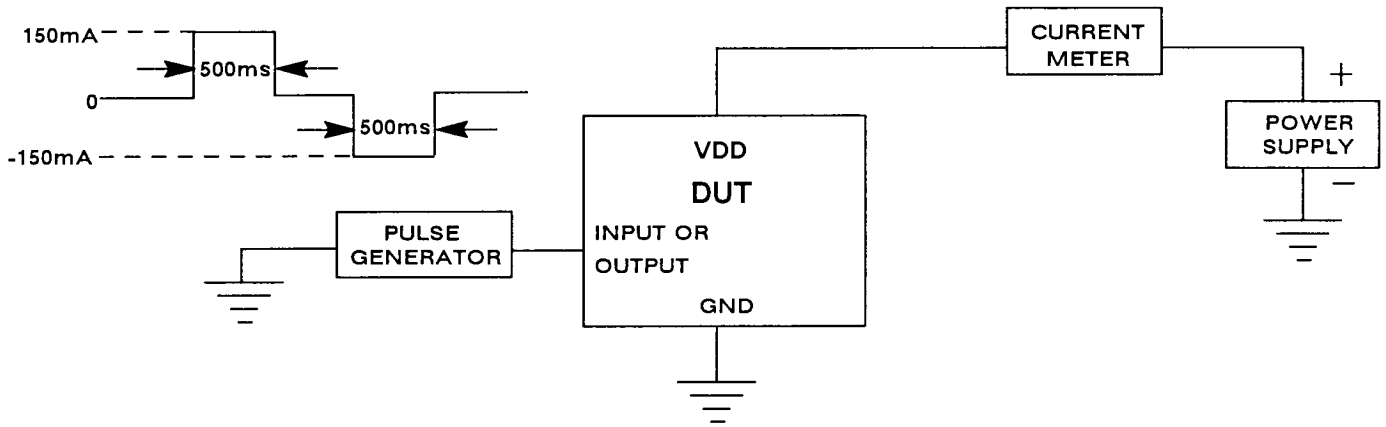 150mA
500ms
0
500ms
-150mA
CURRENT
METER
+
POWER
SUPPLY
−
VDD
DUT
INPUT OR
OUTPUT
GND
PULSE
GENERATOR